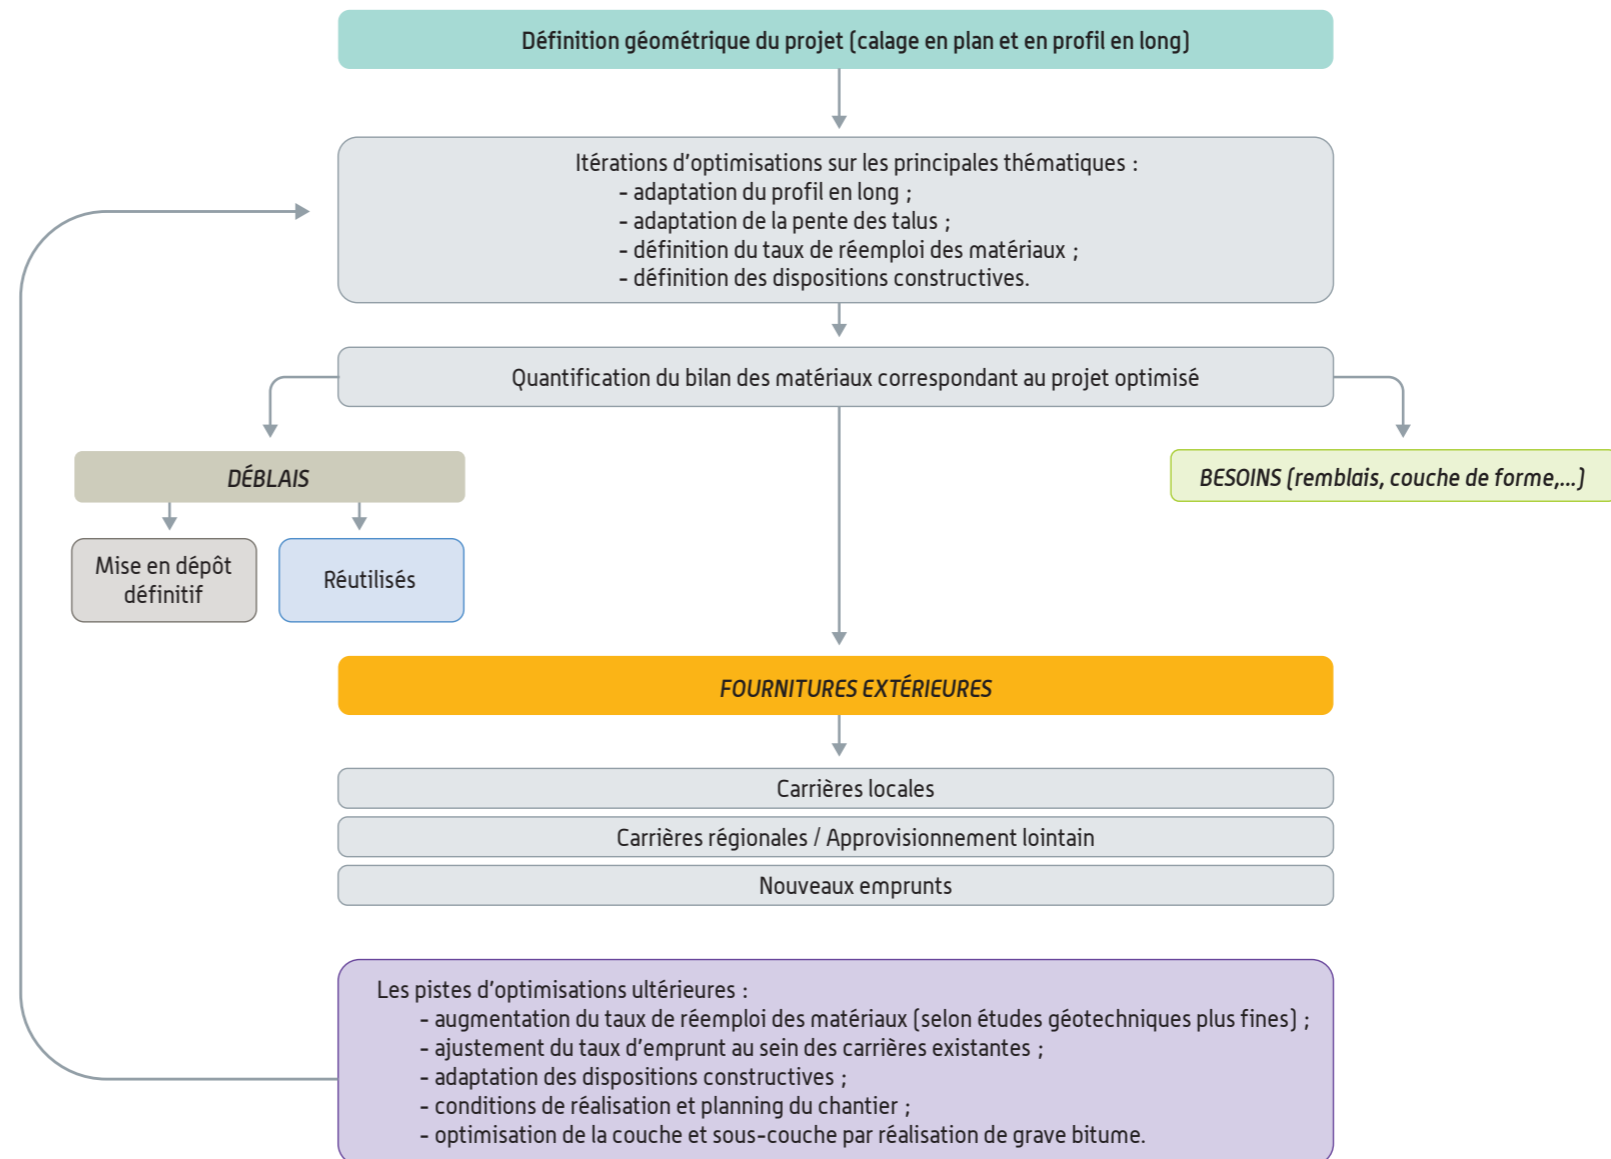 Définition géométrique du projet (calage en plan et en profil en long)
Itérations d'optimisations sur les principales thématiques :
- adaptation du profil en long ;
- adaptation de la pente des talus ;
- définition du taux de réemploi des matériaux ;
- définition des dispositions constructives.
Quantification du bilan des matériaux correspondant au projet optimisé
DÉBLAIS
BESOINS (remblais, couche de forme,...)
Mise en dépôt
définitif
Réutilisés
FOURNITURES EXTÉRIEURES
Carrières locales
Carrières régionales / Approvisionnement lointain
Nouveaux emprunts
Les pistes d'optimisations ultérieures :
- augmentation du taux de réemploi des matériaux (selon études géotechniques plus fines) ;
- ajustement du taux d'emprunt au sein des carrières existantes ;
- adaptation des dispositions constructives ;
- conditions de réalisation et planning du chantier ;
- optimisation de la couche et sous-couche par réalisation de grave bitume.